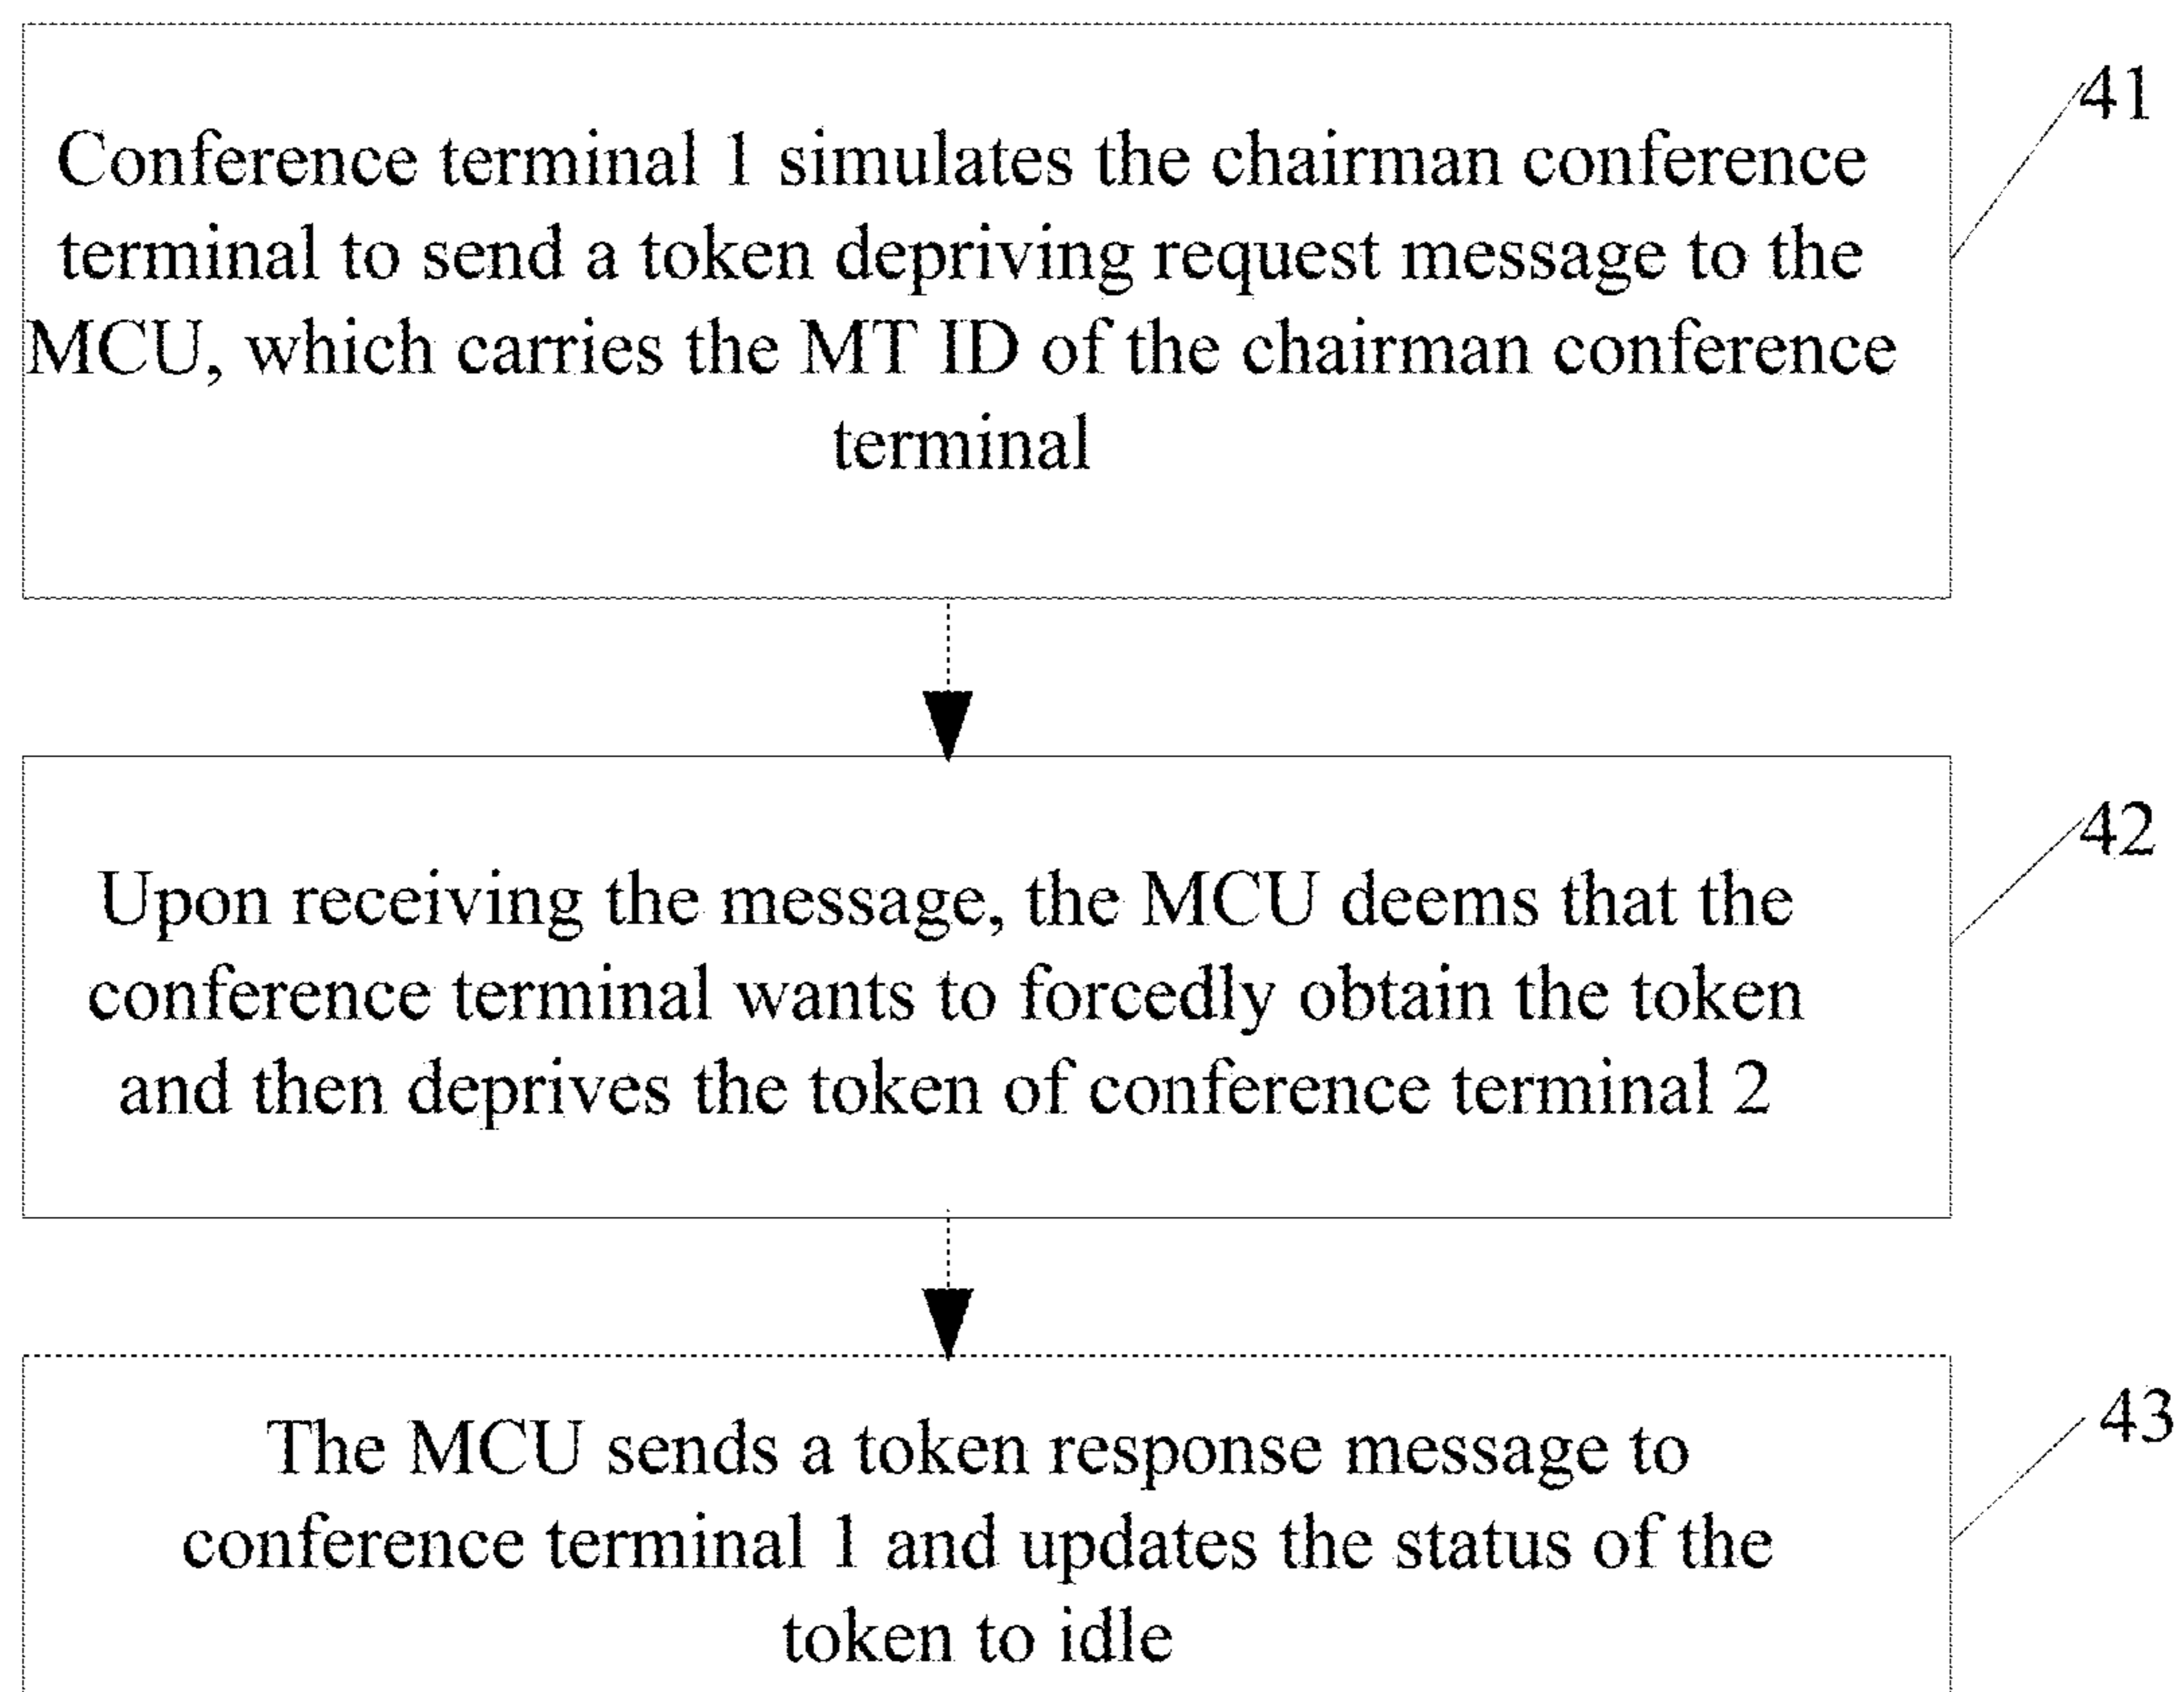 41
Conference terminal 1 simulates the chairman conference
terminal to send a token depriving request message to the
MCU, which carries the MT ID of the chairman conference
terminal
42
Upon receiving the message, the MCU deems that the
conference terminal wants to forcedly obtain the token
and then deprives the token of conference terminal 2
43
The MCU sends a token response message to
conference terminal 1 and updates the status of the
token to idle